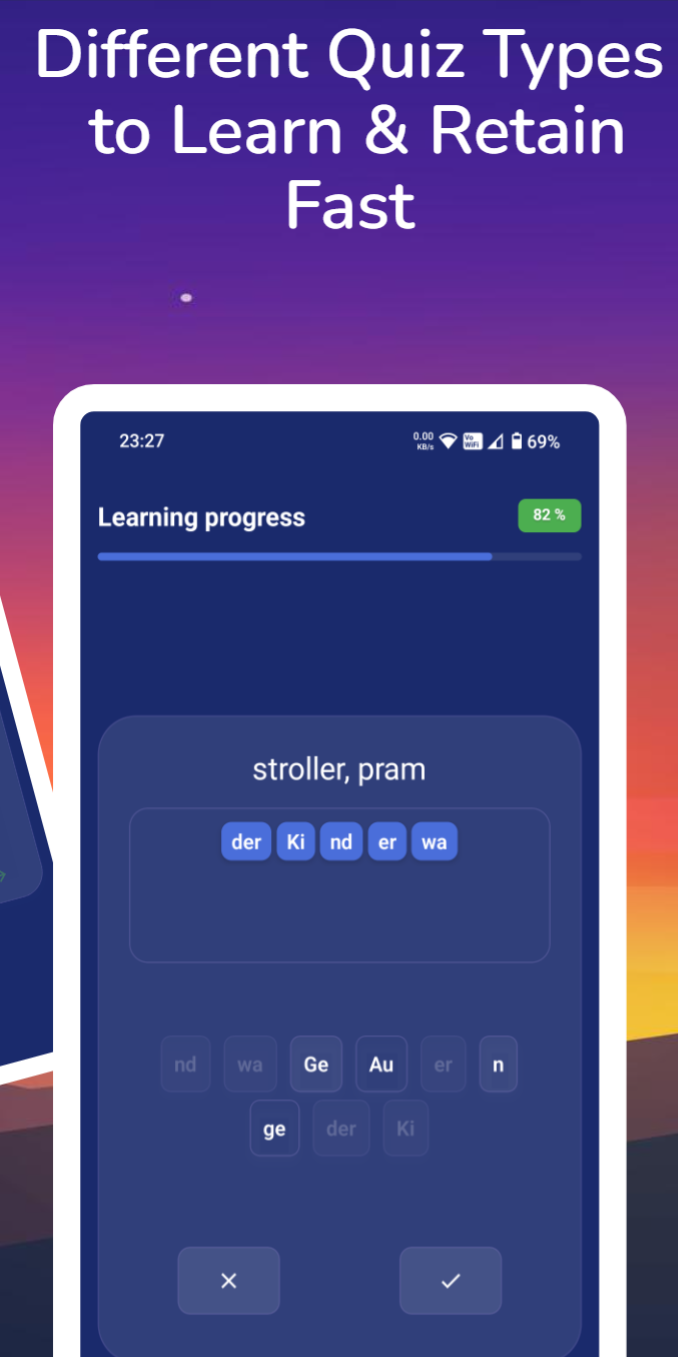 Different Quiz Types
to Learn & Retain
Fast
23:27 0.00 KB/s Vo WiFi 69%
Learning progress 82 %
stroller, pram
der Ki nd er wa
nd wa Ge Au er n
ge der Ki